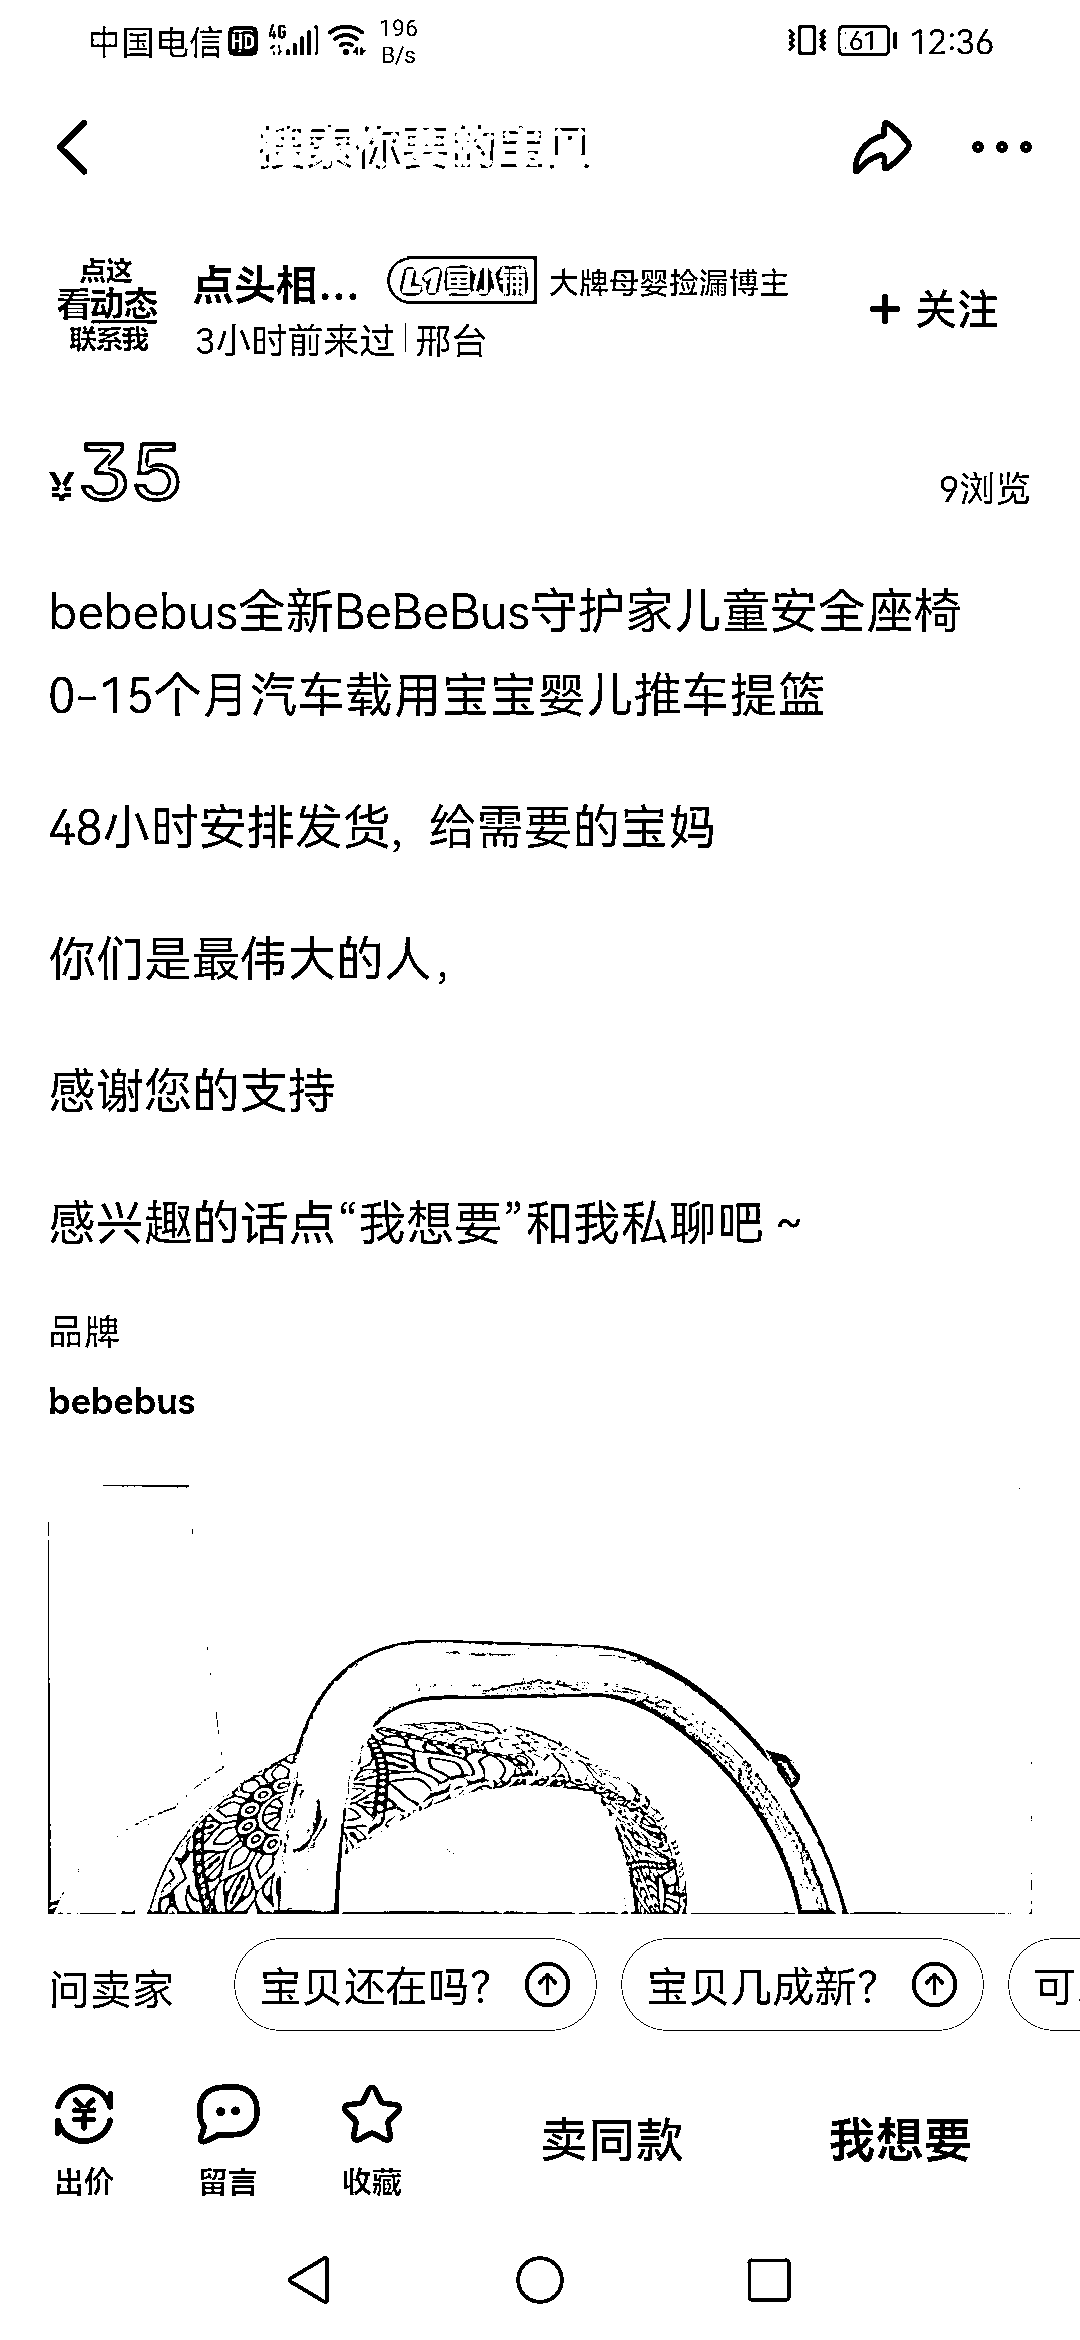 中国电信 HD 4G 196 B/s 61 12:36
搜索你要的宝贝
点这
看动态
联系我
点头相... L1鱼小铺 大牌母婴捡漏博主
3小时前来过 | 邢台
+ 关注
¥35
9浏览
bebebus全新BeBeBus守护家儿童安全座椅
0-15个月汽车载用宝宝婴儿推车提篮
48小时安排发货,给需要的宝妈
你们是最伟大的人,
感谢您的支持
感兴趣的话点“我想要”和我私聊吧 ~
品牌
bebebus
问卖家 宝贝还在吗? 宝贝几成新? 可
出价 留言 收藏 卖同款 我想要